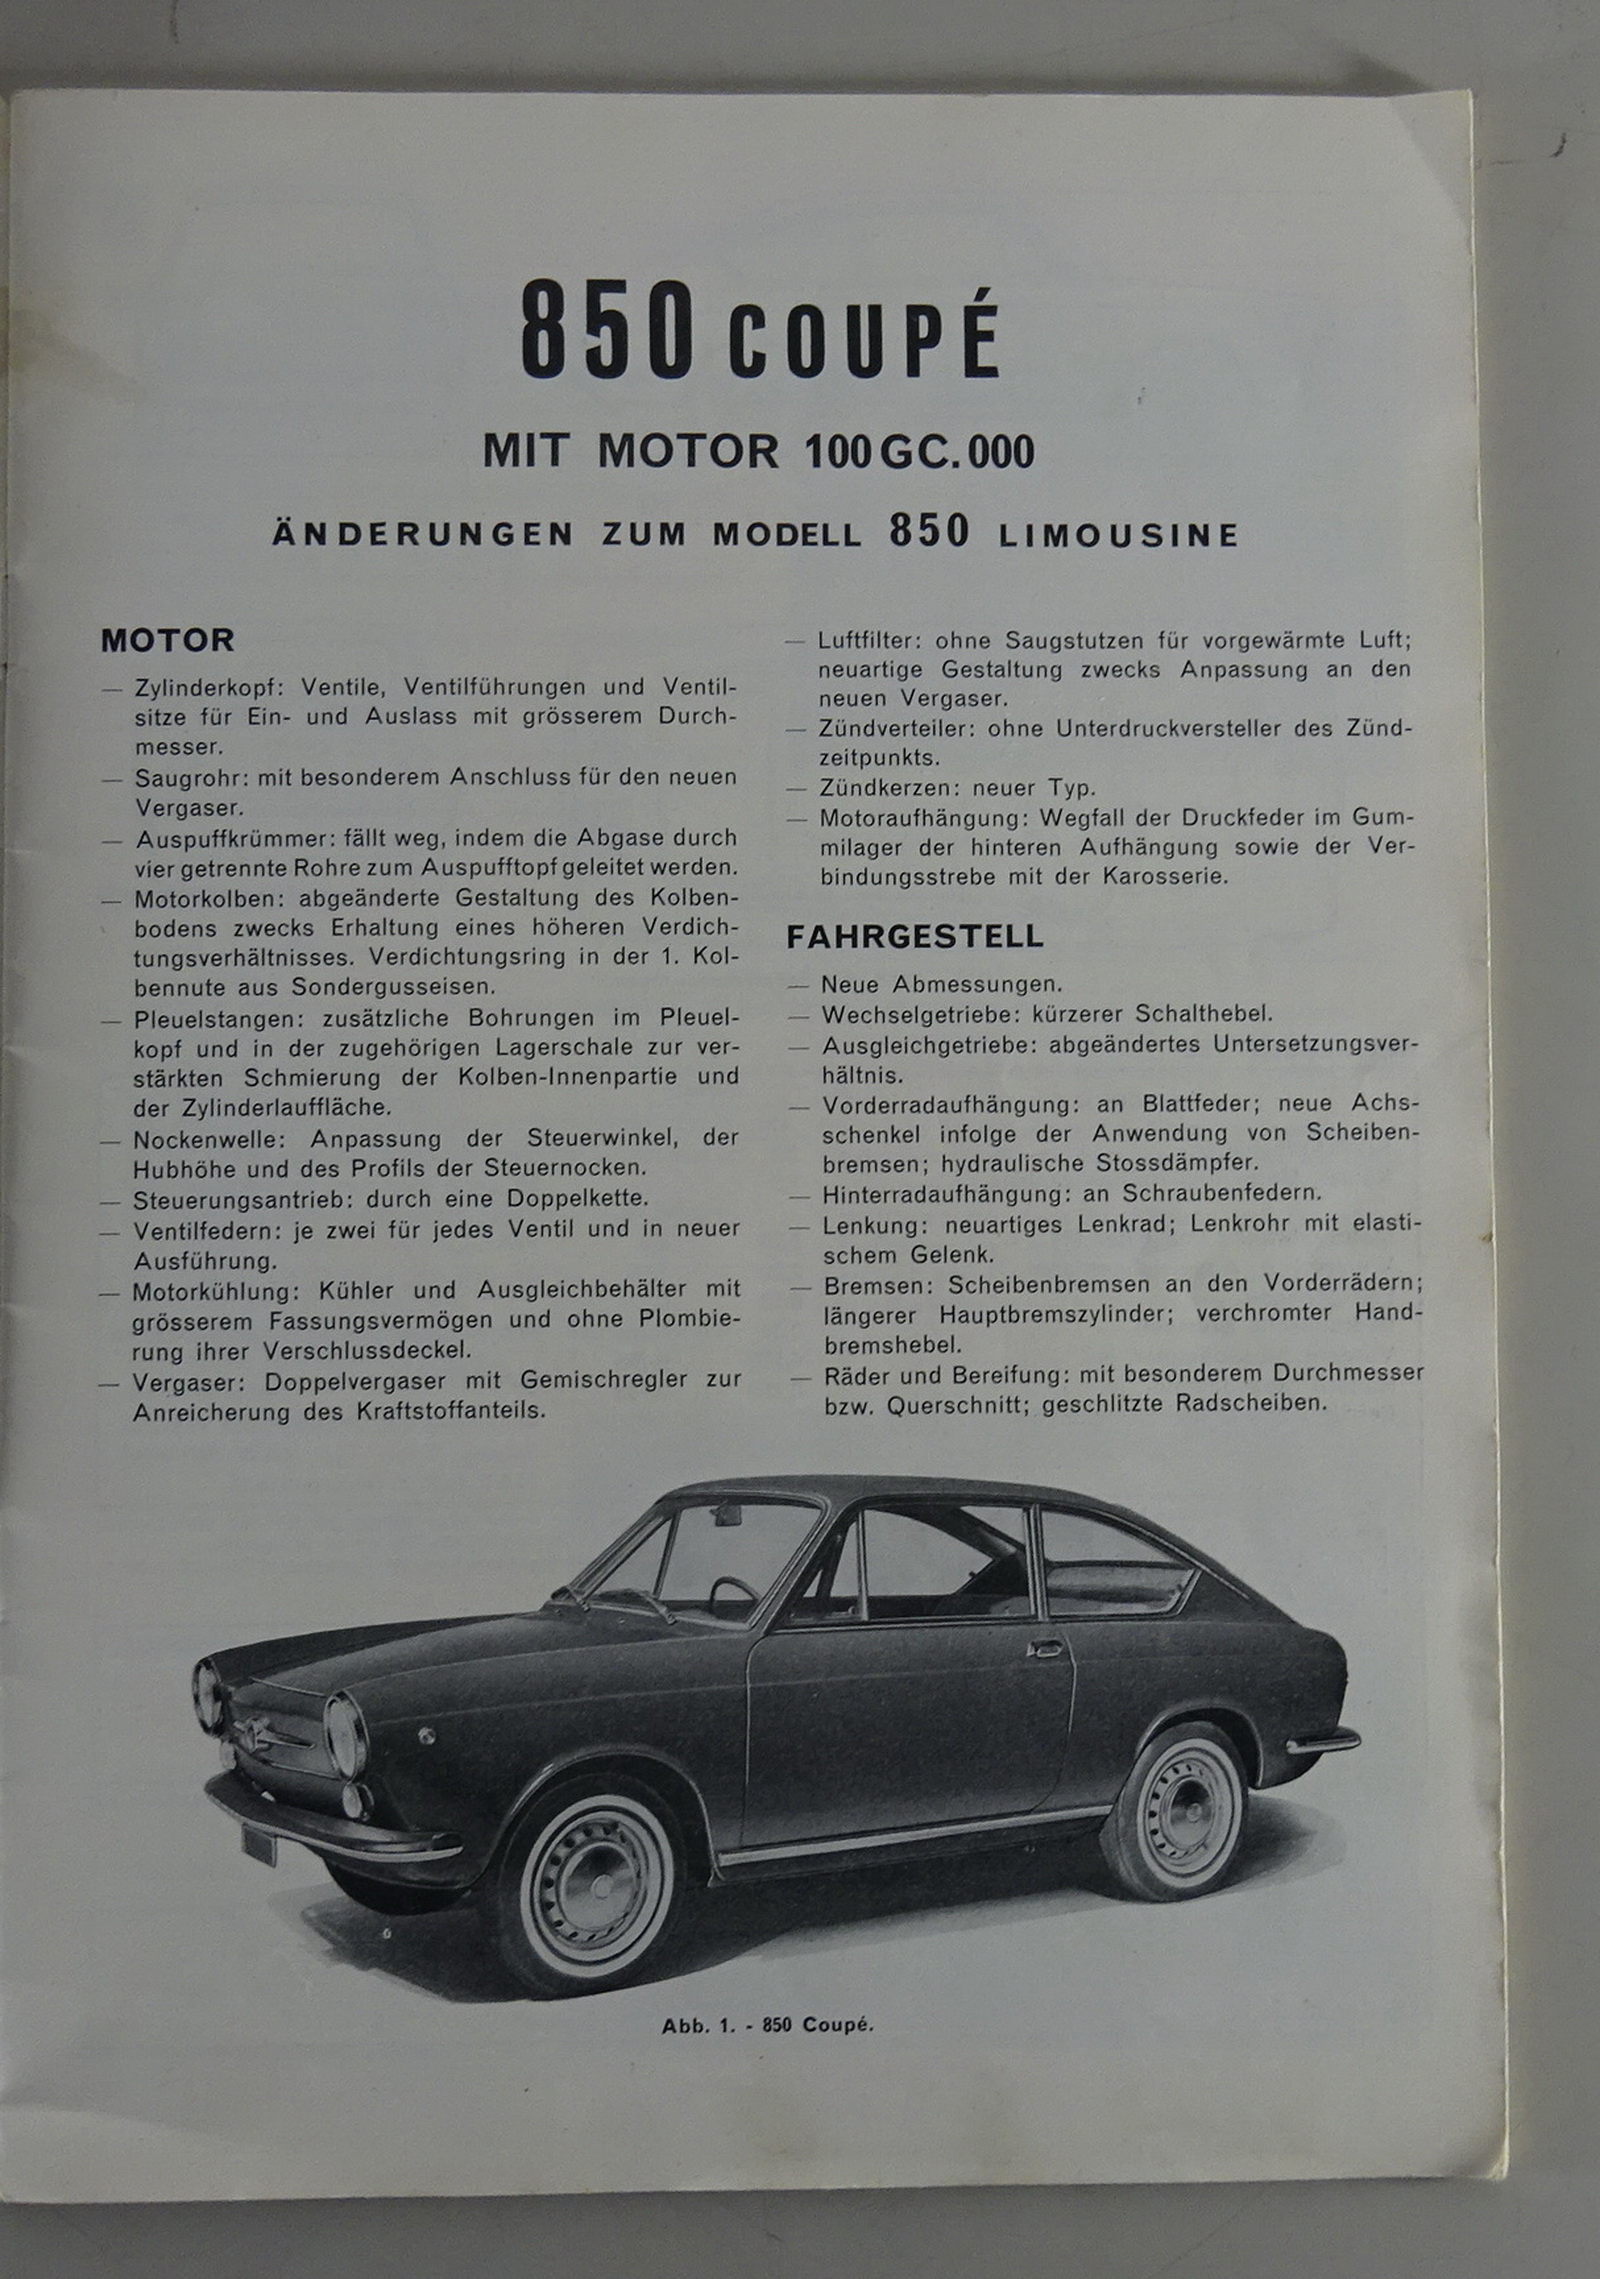 850 COUPÉ
MIT MOTOR 100GC.000
ÄNDERUNGEN ZUM MODELL 850 LIMOUSINE
MOTOR
— Zylinderkopf: Ventile, Ventilführungen und Ventil-
sitze für Ein- und Auslass mit grösserem Durch-
messer.
— Saugrohr: mit besonderem Anschluss für den neuen
Vergaser.
— Auspuffkrümmer: fällt weg, indem die Abgase durch
vier getrennte Rohre zum Auspufftopf geleitet werden.
— Motorkolben: abgeänderte Gestaltung des Kolben-
bodens zwecks Erhaltung eines höheren Verdich-
tungsverhältnisses. Verdichtungsring in der 1. Kol-
bennute aus Sondergusseisen.
— Pleuelstangen: zusätzliche Bohrungen im Pleuel-
kopf und in der zugehörigen Lagerschale zur ver-
stärkten Schmierung der Kolben-Innenpartie und
der Zylinderlauffläche.
— Nockenwelle: Anpassung der Steuerwinkel, der
Hubhöhe und des Profils der Steuernocken.
— Steuerungsantrieb: durch eine Doppelkette.
— Ventilfedern: je zwei für jedes Ventil und in neuer
Ausführung.
— Motorkühlung: Kühler und Ausgleichbehälter mit
grösserem Fassungsvermögen und ohne Plombie-
rung ihrer Verschlussdeckel.
— Vergaser: Doppelvergaser mit Gemischregler zur
Anreicherung des Kraftstoffanteils.
— Luftfilter: ohne Saugstutzen für vorgewärmte Luft;
neuartige Gestaltung zwecks Anpassung an den
neuen Vergaser.
— Zündverteiler: ohne Unterdruckversteller des Zünd-
zeitpunkts.
— Zündkerzen: neuer Typ.
— Motoraufhängung: Wegfall der Druckfeder im Gum-
milager der hinteren Aufhängung sowie der Ver-
bindungsstrebe mit der Karosserie.
FAHRGESTELL
— Neue Abmessungen.
— Wechselgetriebe: kürzerer Schalthebel.
— Ausgleichgetriebe: abgeändertes Untersetzungsver-
hältnis.
— Vorderradaufhängung: an Blattfeder; neue Achs-
schenkel infolge der Anwendung von Scheiben-
bremsen; hydraulische Stossdämpfer.
— Hinterradaufhängung: an Schraubenfedern.
— Lenkung: neuartiges Lenkrad; Lenkrohr mit elasti-
schem Gelenk.
— Bremsen: Scheibenbremsen an den Vorderrädern;
längerer Hauptbremszylinder; verchromter Hand-
bremshebel.
— Räder und Bereifung: mit besonderem Durchmesser
bzw. Querschnitt; geschlitzte Radscheiben.
Abb. 1. - 850 Coupé.